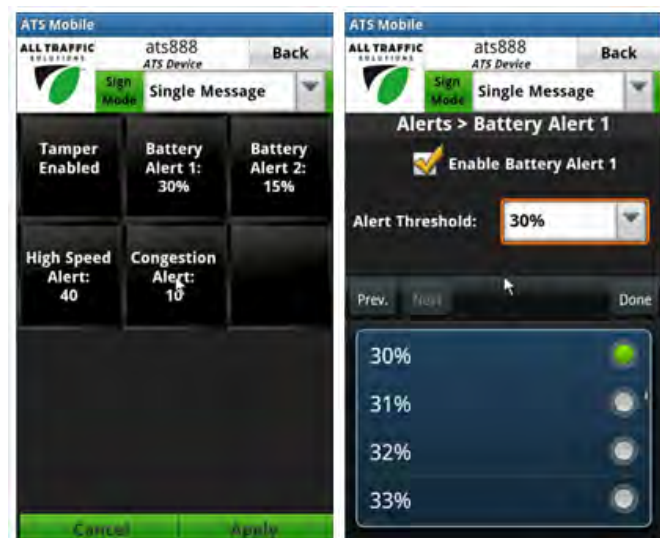 ATS Mobile
ALL TRAFFIC
SOLUTIONS
ats888
ATS Device
Back
Sign
Mode
Single Message
Tamper
Enabled
Battery
Alert 1:
30%
Battery
Alert 2:
15%
High Speed
Alert:
40
Congestion
Alert:
10
Cancel
Apply
ATS Mobile
ALL TRAFFIC
SOLUTIONS
ats888
ATS Device
Back
Sign
Mode
Single Message
Alerts > Battery Alert 1
Enable Battery Alert 1
Alert Threshold:
30%
Prev.
Next
Done
30%
31%
32%
33%